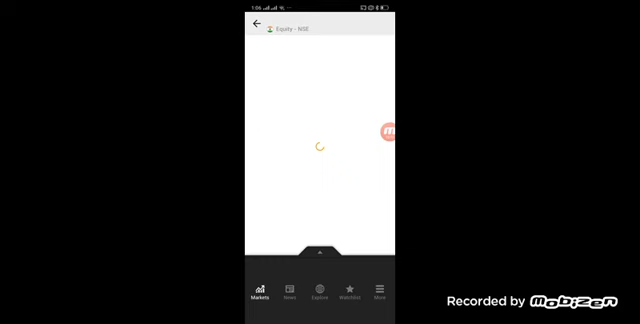 1:06
Equity - NSE
Markets
News
Explore
Watchlist
More
Recorded by mobizen